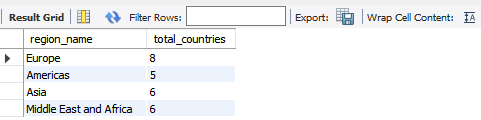 Result Grid Filter Rows: Export: Wrap Cell Content: IA
region_name total_countries
Europe 8
Americas 5
Asia 6
Middle East and Africa 6